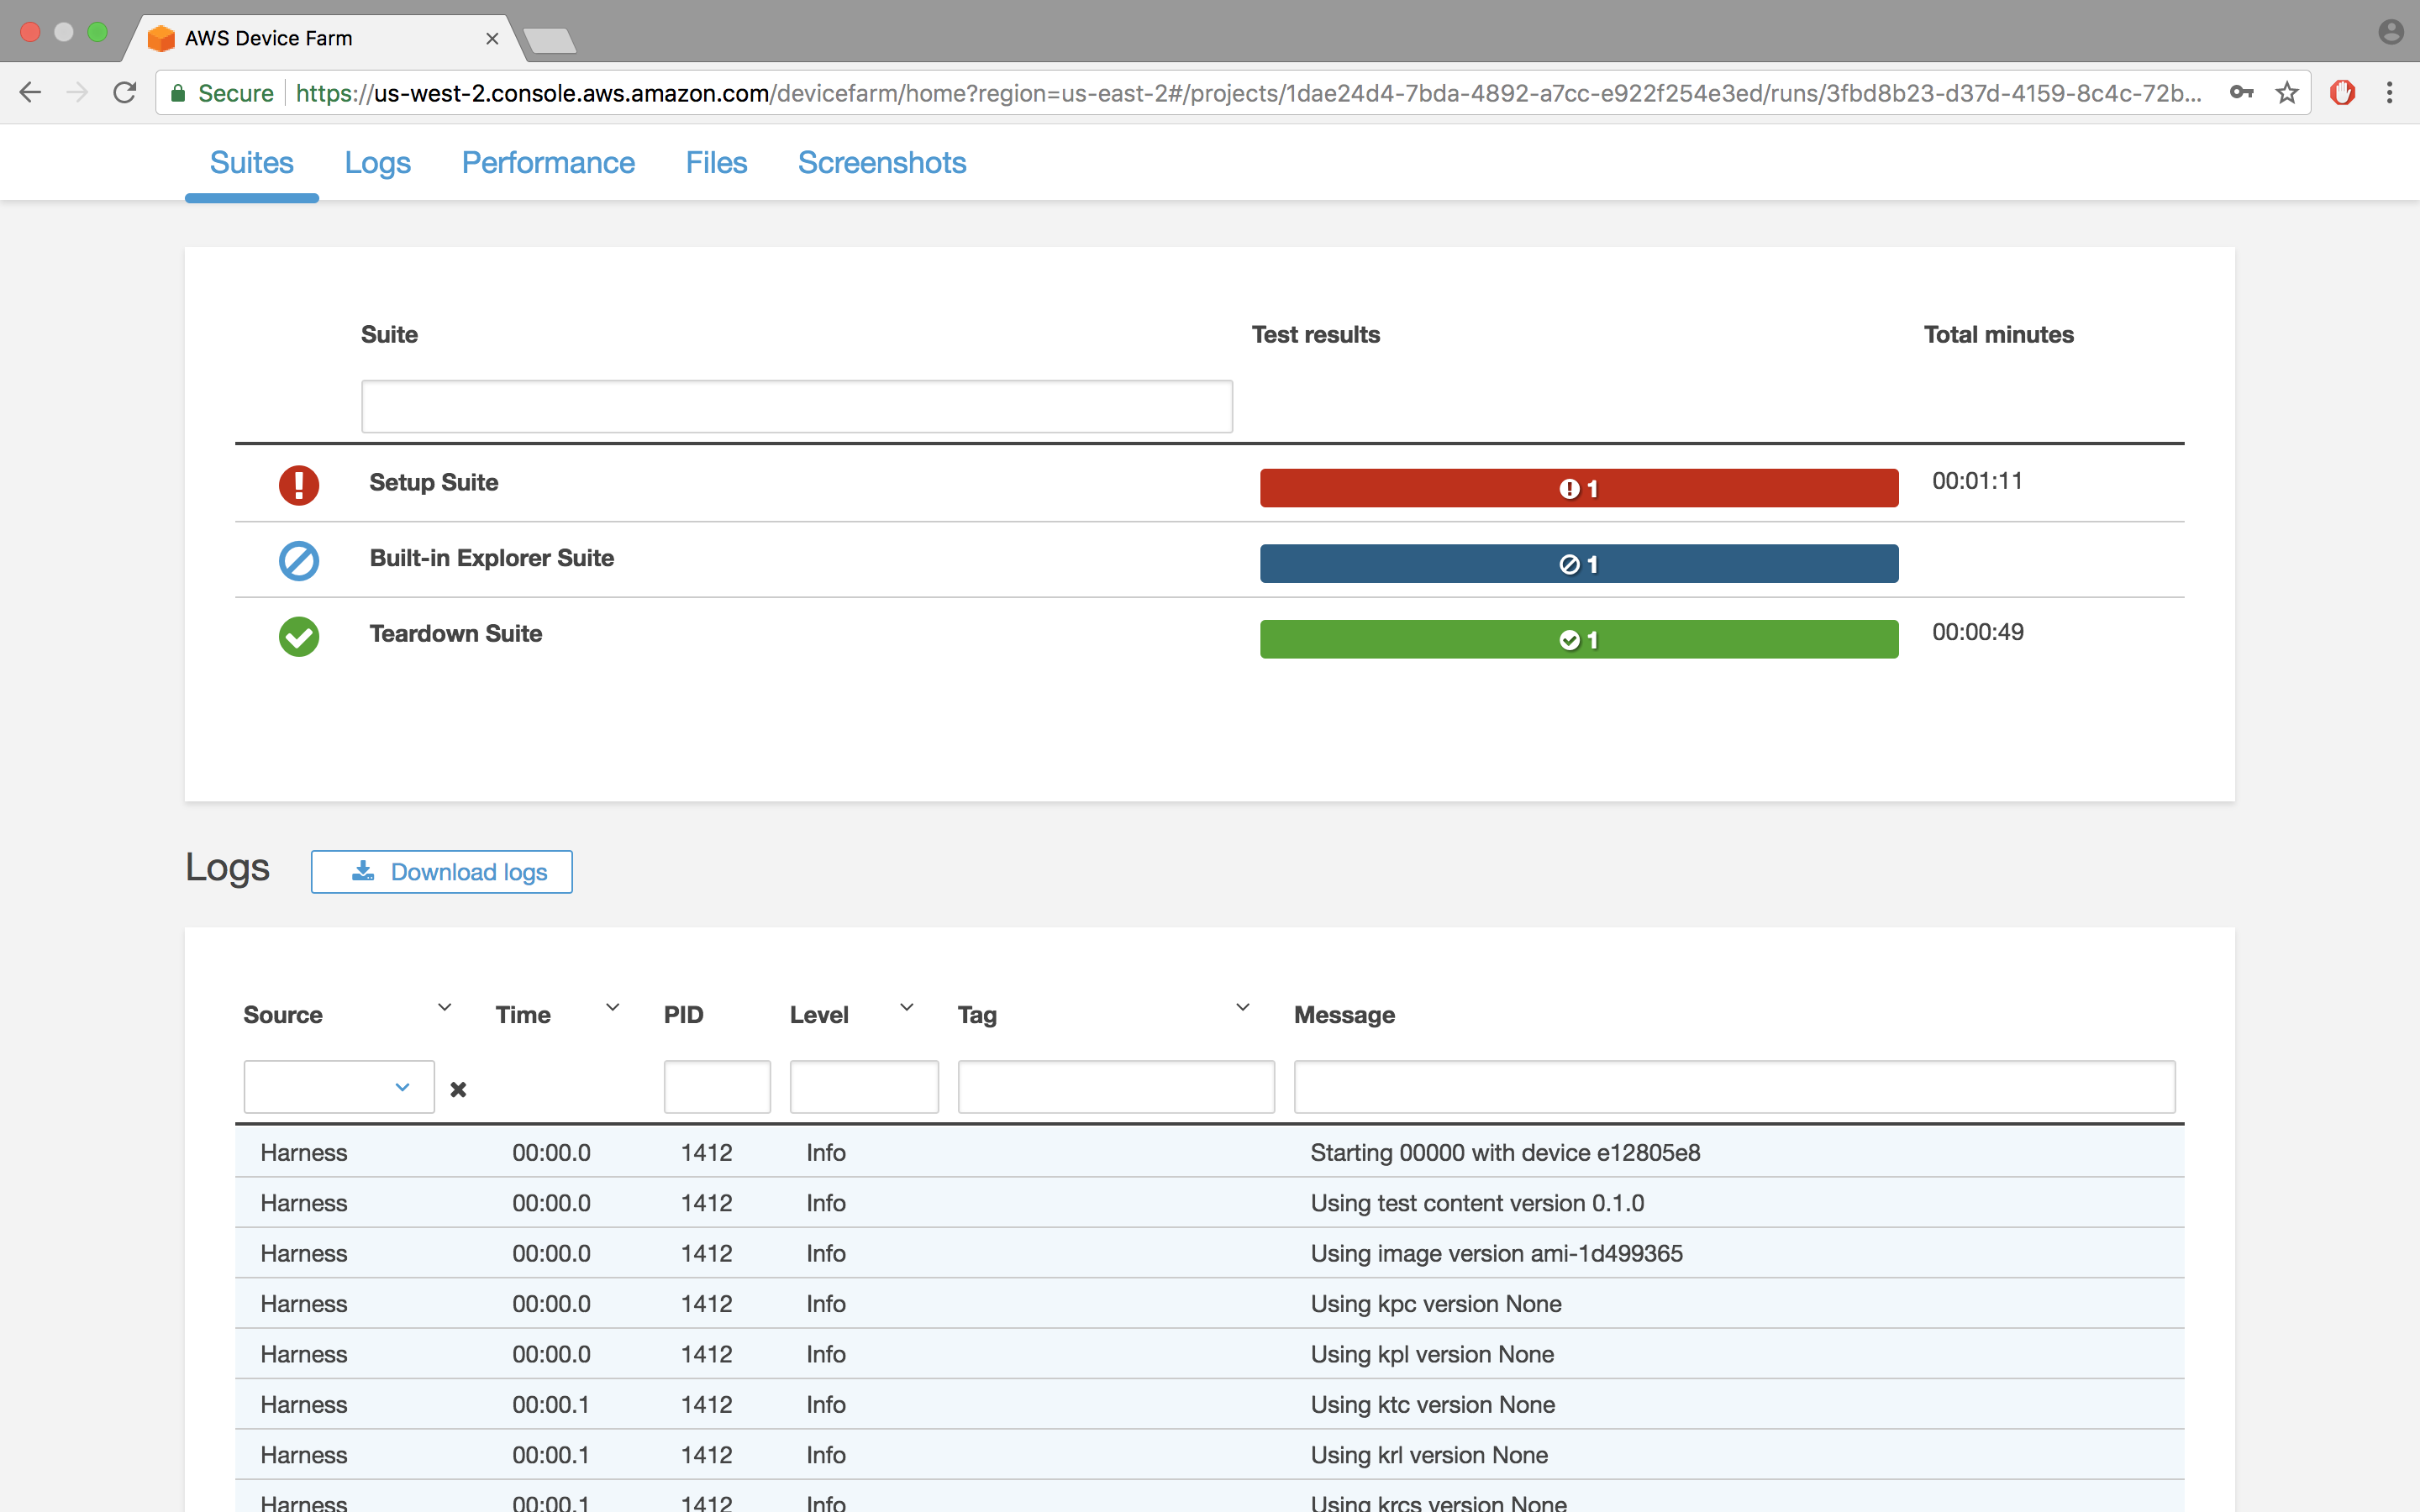 AWS Device Farm
Secure https://us-west-2.console.aws.amazon.com/devicefarm/home?region=us-east-2#/projects/1dae24d4-7bda-4892-a7cc-e922f254e3ed/runs/3fbd8b23-d37d-4159-8c4c-72b...
Suites Logs Performance Files Screenshots
Suite Test results Total minutes
Setup Suite 1 00:01:11
Built-in Explorer Suite 1
Teardown Suite 1 00:00:49
Logs Download logs
Source Time PID Level Tag Message
Harness 00:00.0 1412 Info Starting 00000 with device e12805e8
Harness 00:00.0 1412 Info Using test content version 0.1.0
Harness 00:00.0 1412 Info Using image version ami-1d499365
Harness 00:00.0 1412 Info Using kpc version None
Harness 00:00.0 1412 Info Using kpl version None
Harness 00:00.1 1412 Info Using ktc version None
Harness 00:00.1 1412 Info Using krl version None
Harness 00:00.1 1412 Info Using krcs version None